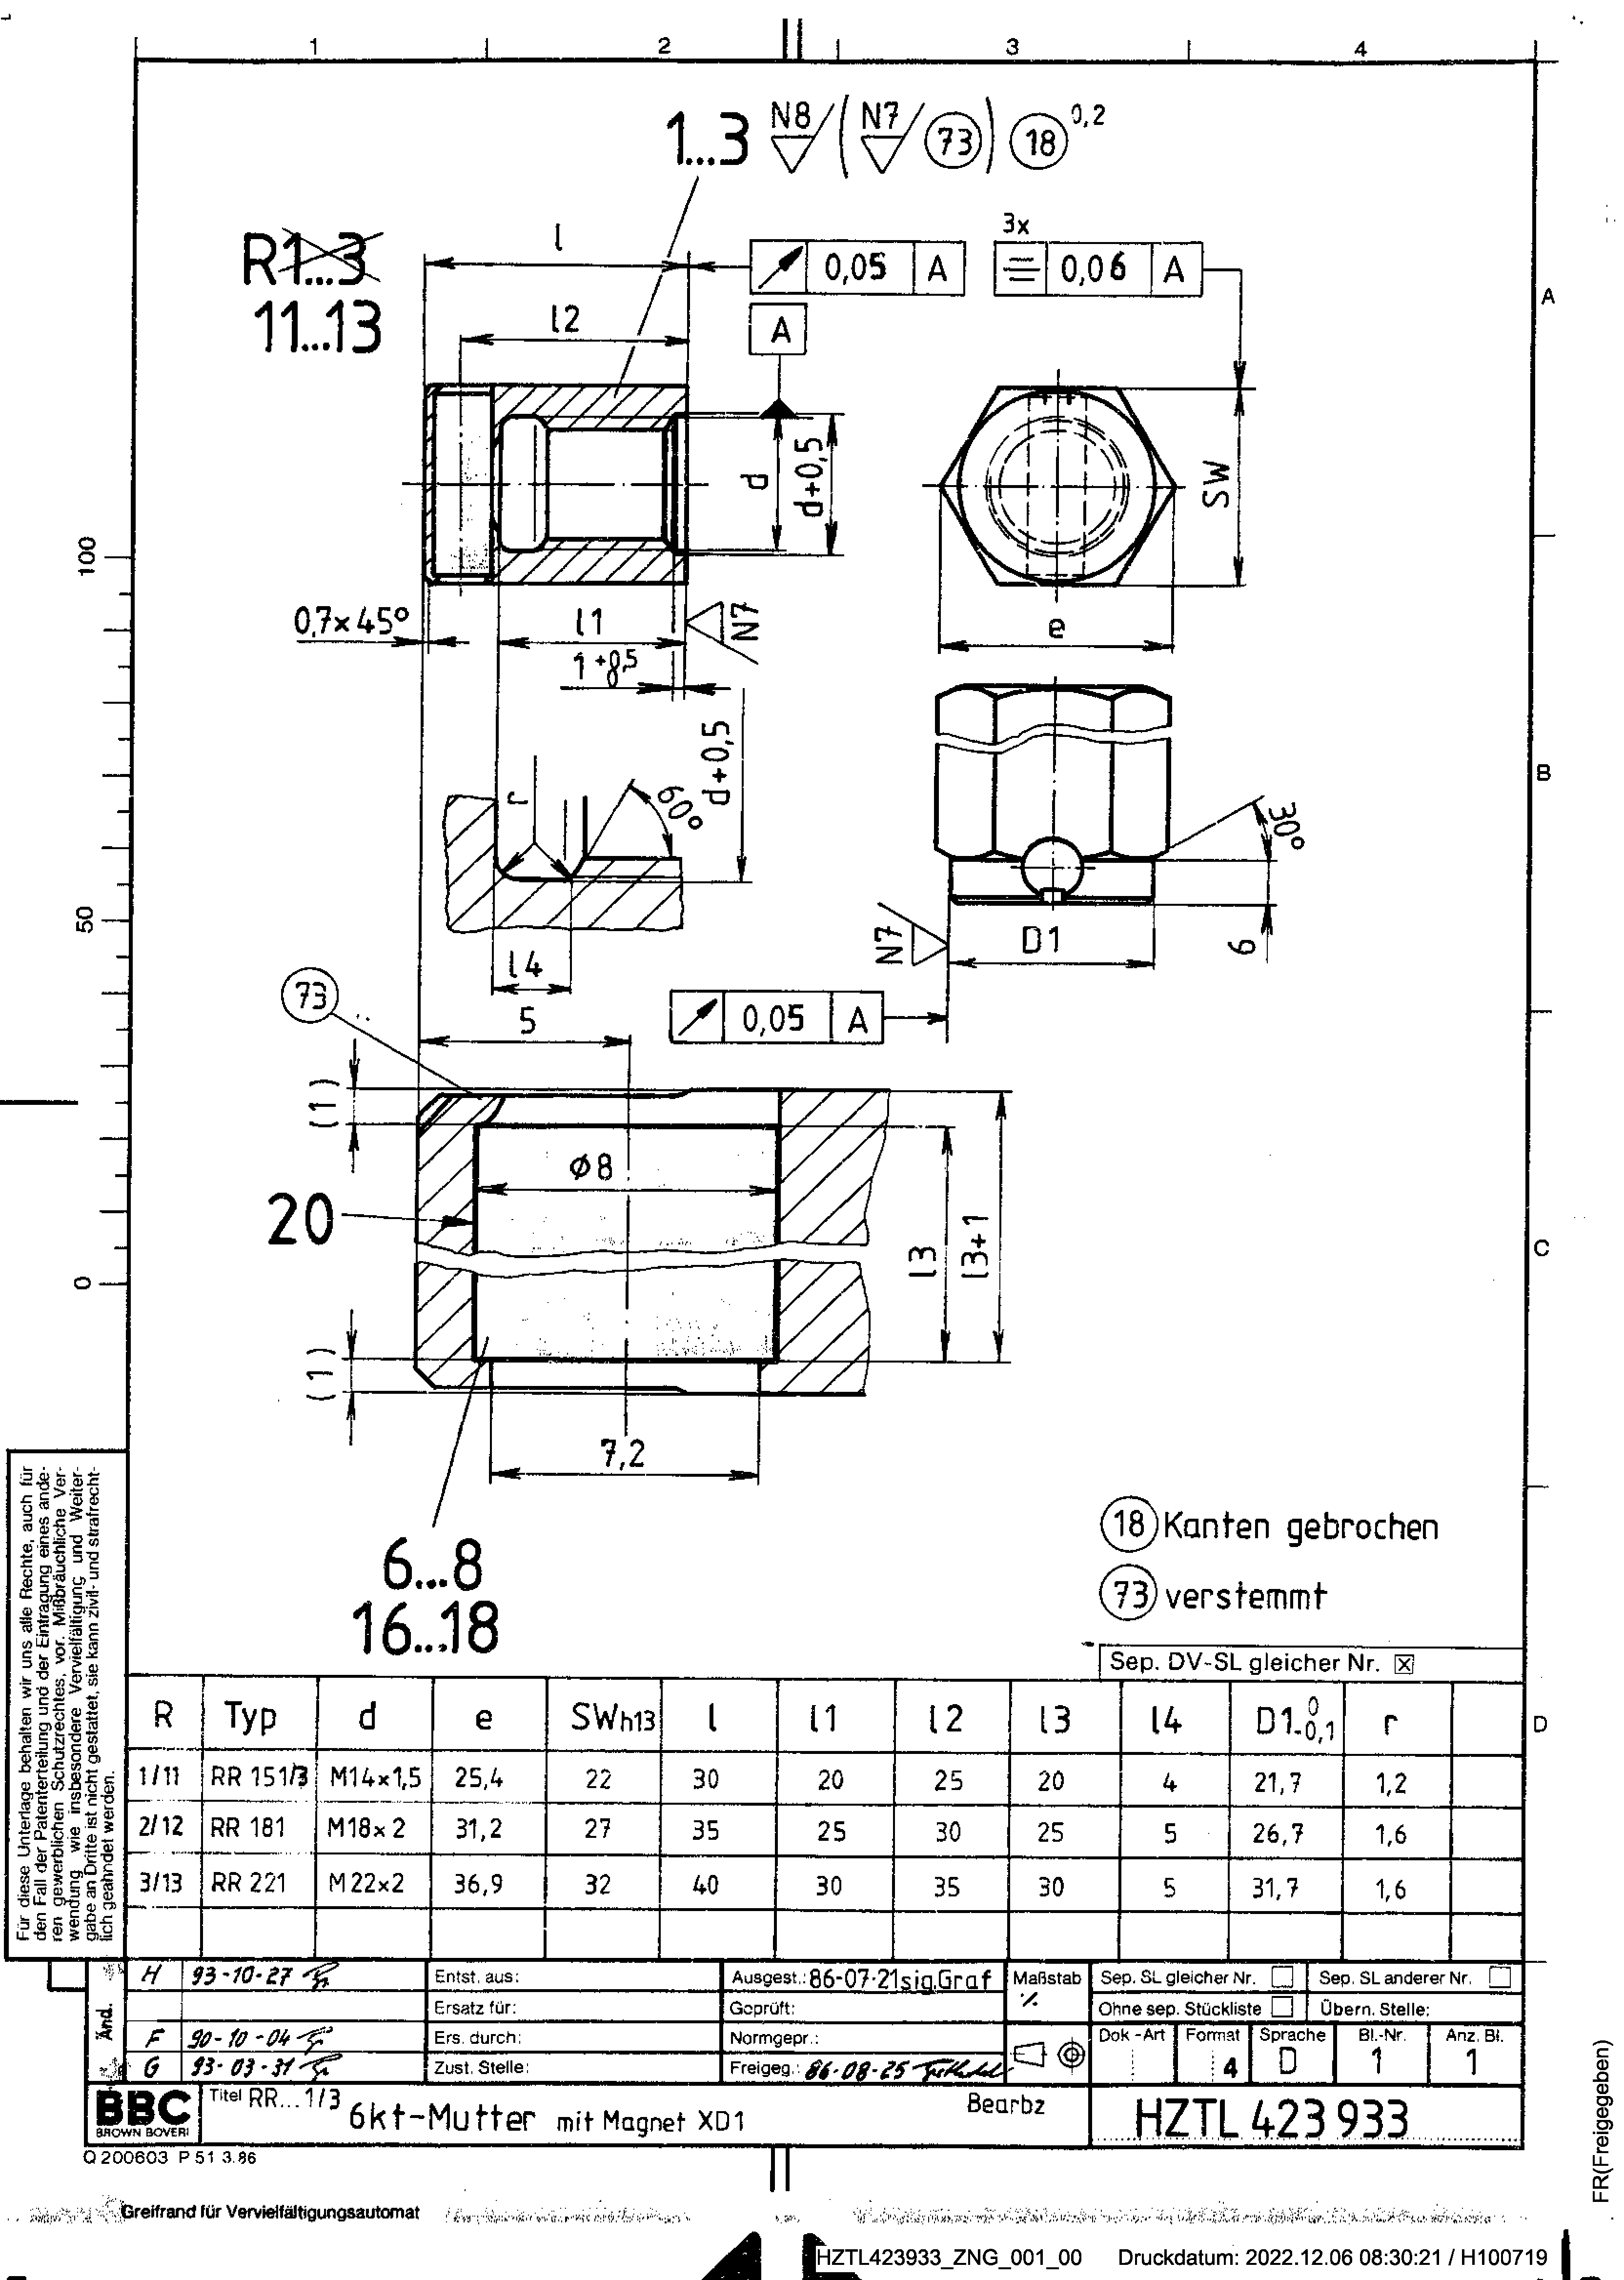 1 2 3 4
1...3 N8 ( N7 73 ) 18 0,2
R1...3
11...13
l
0,05 A
3x
0,06 A
A
l2
A
d
d+0,5
SW
100
0,7×45°
l1
N7
1 +0,5
e
d+0,5
r
60°
B
30°
50
l4
N7
D1
6
73
5
0,05 A
(1)
Ø8
20
l3
l3+1
C
0
(1)
7,2
6...8
16...18
18 Kanten gebrochen
73 verstemmt
Für diese Unterlage behalten wir uns alle Rechte, auch für
den Fall der Patenterteilung und der Eintragung eines ande-
ren gewerblichen Schutzrechtes, vor. Mißbräuchliche Ver-
wendung wie insbesondere Vervielfältigung und Weiter-
gabe an Dritte ist nicht gestattet, sie kann zivil- und strafrecht-
lich geahndet werden.
Sep. DV-SL gleicher Nr. ☒
R Typ d e SWh13 l l1 l2 l3 l4 D1 0 -0,1 r
D
1/11 RR 151/3 M14×1,5 25,4 22 30 20 25 20 4 21,7 1,2
2/12 RR 181 M18×2 31,2 27 35 25 30 25 5 26,7 1,6
3/13 RR 221 M22×2 36,9 32 40 30 35 30 5 31,7 1,6
Änd.
H 93-10-27
F 90-10-04
G 93-03-31
Entst. aus:
Ersatz für:
Ers. durch:
Zust. Stelle:
Ausgest.: 86-07-21 sig. Graf
Geprüft:
Normgepr.:
Freigeg.: 86-08-25
Maßstab
Sep. SL gleicher Nr. Sep. SL anderer Nr.
Ohne sep. Stückliste Übern. Stelle:
Dok-Art Format Sprache Bl.-Nr. Anz. Bl.
4 D 1 1
BBC
BROWN BOVERI
Titel RR...1/3
6kt-Mutter mit Magnet XD1
Bearbz
HZTL 423 933
Q 200603 P 51 3.86
Greifrand für Vervielfältigungsautomat
FR(Freigegeben)
HZTL423933_ZNG_001_00 Druckdatum: 2022.12.06 08:30:21 / H100719